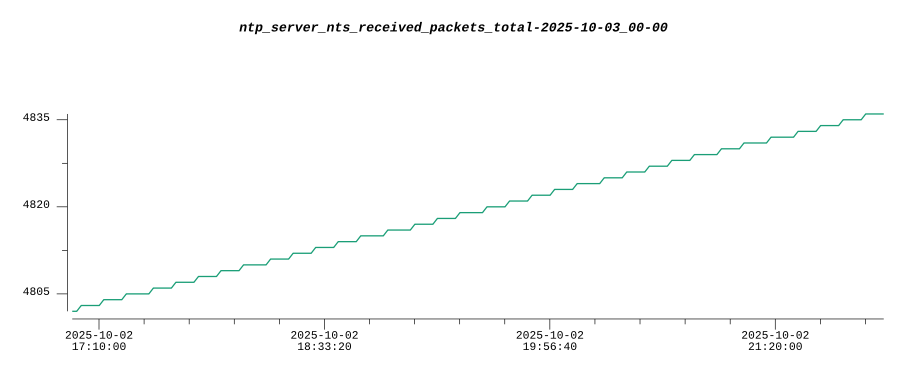 ntp_server_nts_received_packets_total-2025-10-03_00-00
4835
4820
4805
2025-10-02 2025-10-02 2025-10-02 2025-10-02
17:10:00 18:33:20 19:56:40 21:20:00